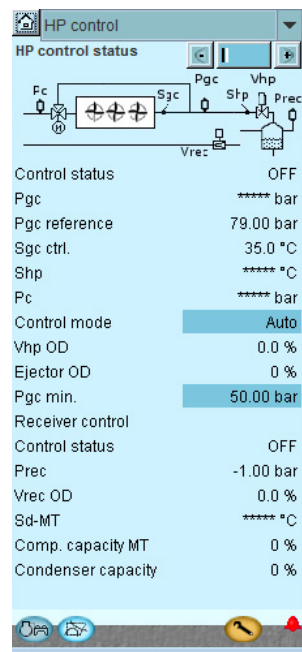 HP control
HP control status
Pc
Sgc
Pgc
Shp
Vhp
Prec
M
Vrec
Control status OFF
Pgc ***** bar
Pgc reference 79.00 bar
Sgc ctrl. 35.0 °C
Shp ***** °C
Pc ***** bar
Control mode Auto
Vhp OD 0.0 %
Ejector OD 0 %
Pgc min. 50.00 bar
Receiver control
Control status OFF
Prec -1.00 bar
Vrec OD 0.0 %
Sd-MT ***** °C
Comp. capacity MT 0 %
Condenser capacity 0 %